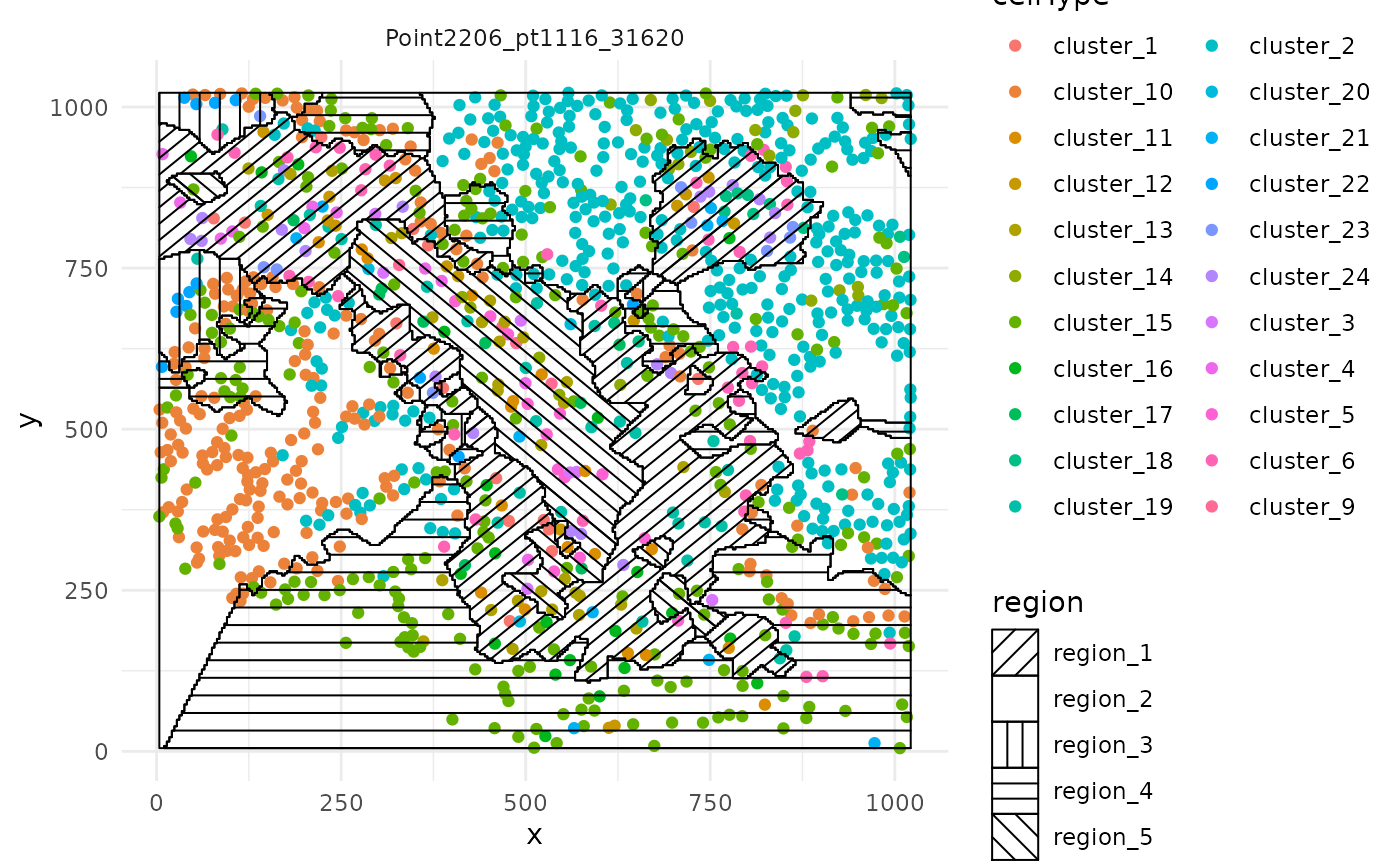 cellType
Point2206_pt1116_31620
cluster_1 cluster_2
cluster_10 cluster_20
cluster_11 cluster_21
cluster_12 cluster_22
cluster_13 cluster_23
cluster_14 cluster_24
cluster_15 cluster_3
cluster_16 cluster_4
cluster_17 cluster_5
cluster_18 cluster_6
cluster_19 cluster_9
1000
750
500
250
0
y
0 250 500 750 1000
x
region
region_1
region_2
region_3
region_4
region_5